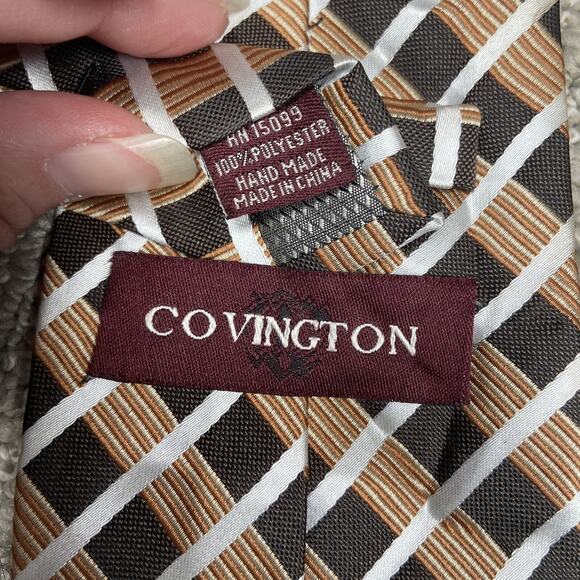 RN 15099
100% POLYESTER
HAND MADE
MADE IN CHINA
COVINGTON